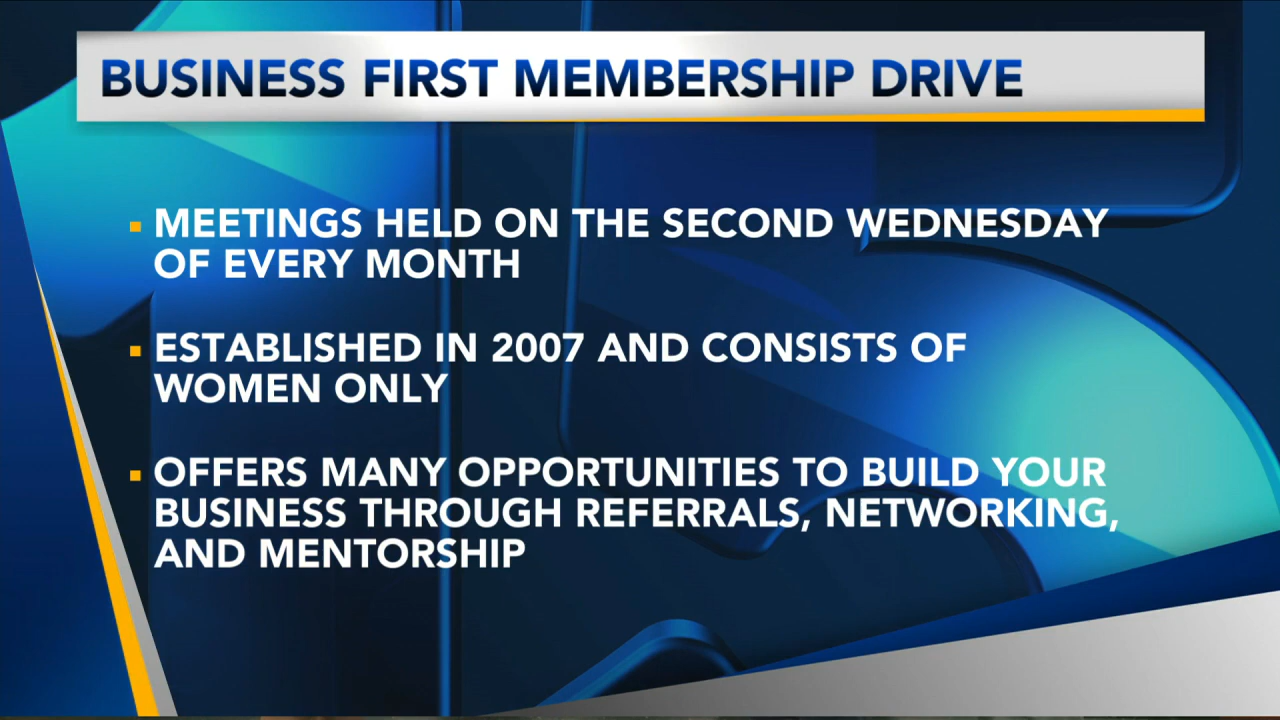 BUSINESS FIRST MEMBERSHIP DRIVE
MEETINGS HELD ON THE SECOND WEDNESDAY
OF EVERY MONTH
ESTABLISHED IN 2007 AND CONSISTS OF
WOMEN ONLY
OFFERS MANY OPPORTUNITIES TO BUILD YOUR
BUSINESS THROUGH REFERRALS, NETWORKING,
AND MENTORSHIP